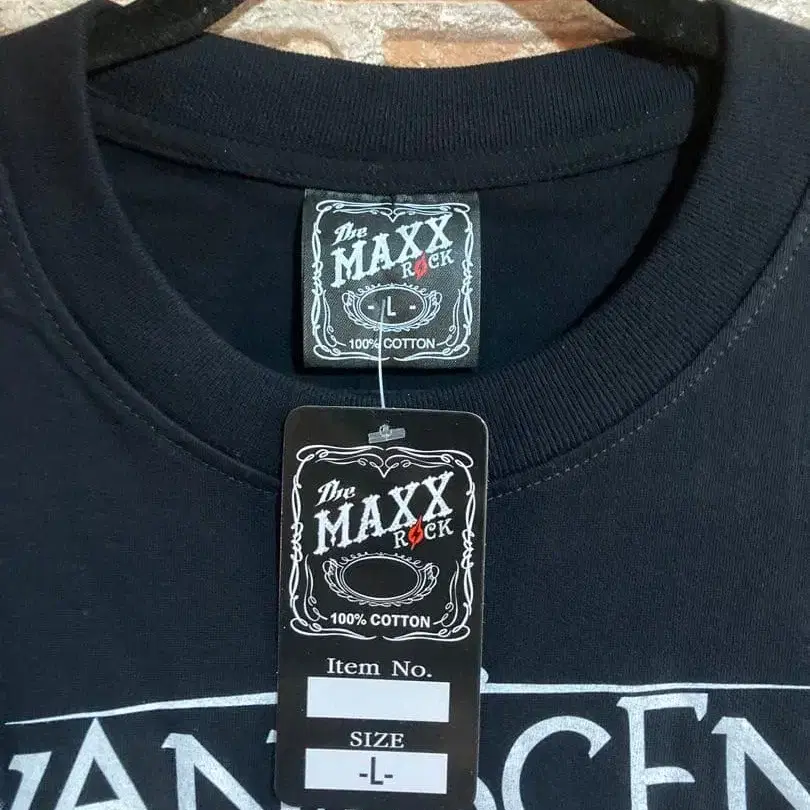 The
MAXX
ROCK
- L -
100% COTTON
The
MAXX
ROCK
100% COTTON
Item No.
SIZE
-L-